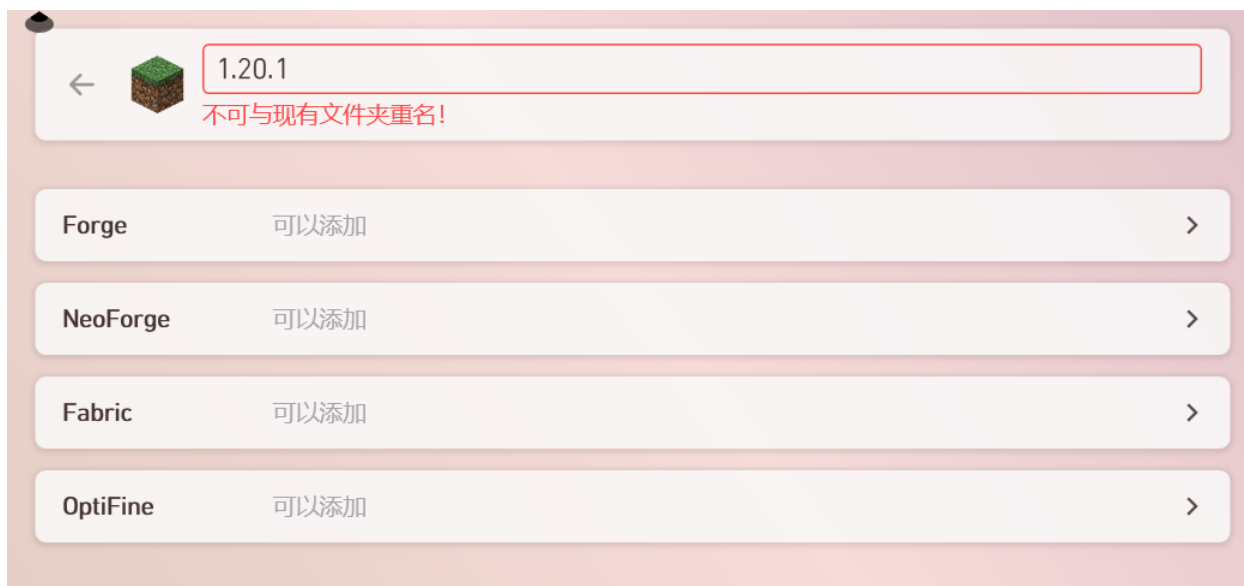 1.20.1
不可与现有文件夹重名！
Forge 可以添加
NeoForge 可以添加
Fabric 可以添加
OptiFine 可以添加